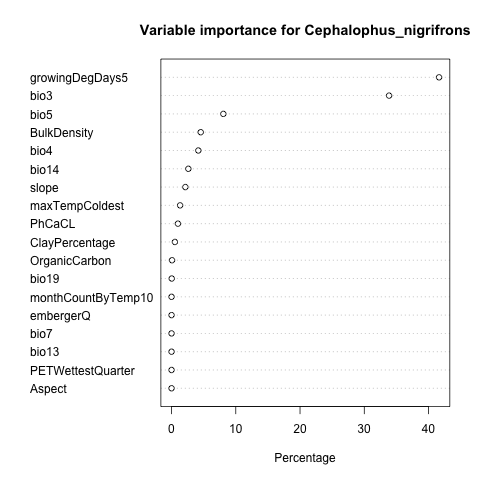 Variable importance for Cephalophus_nigrifrons
growingDegDays5
bio3
bio5
BulkDensity
bio4
bio14
slope
maxTempColdest
PhCaCL
ClayPercentage
OrganicCarbon
bio19
monthCountByTemp10
embergerQ
bio7
bio13
PETWettestQuarter
Aspect
0 10 20 30 40
Percentage